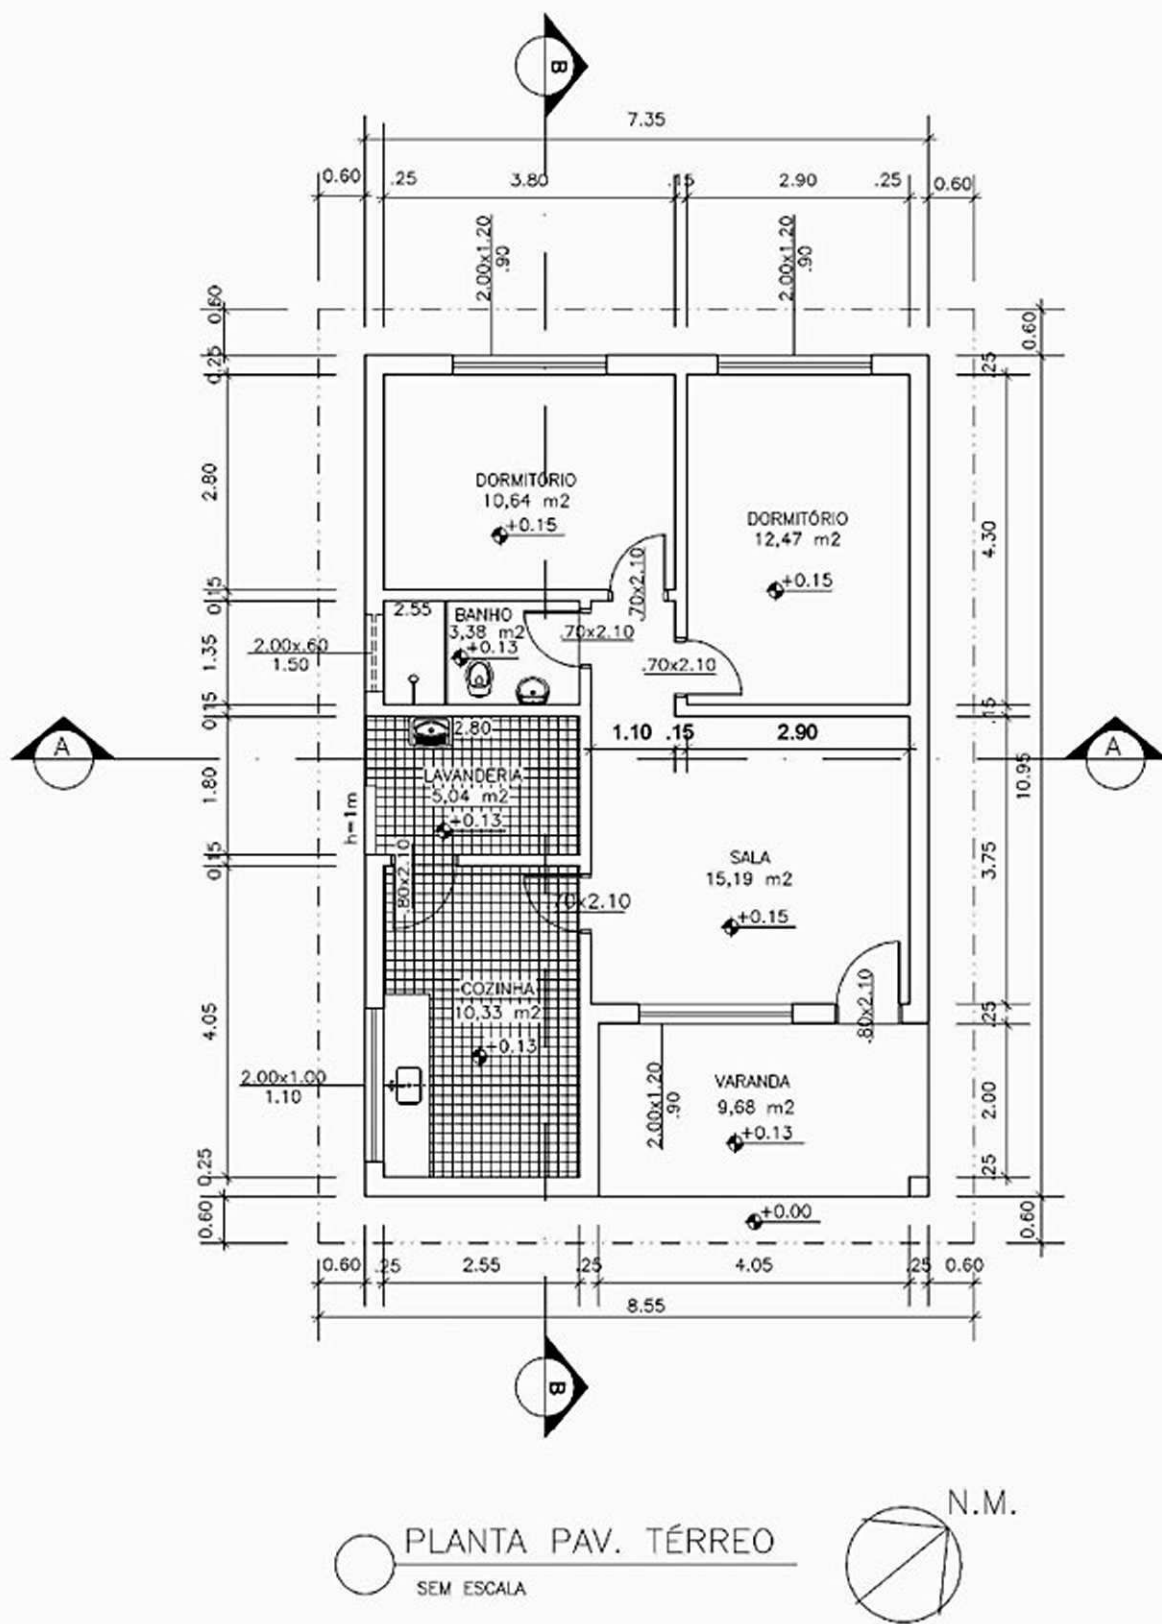 B
7.35
0.60 .25 3.80 .15 2.90 .25 0.60
2.00x1.20
.90
2.00x1.20
.90
0.60
0.25
2.80
0.15
1.35
0.15
1.80
0.15
4.05
0.25
0.60
0.60
.25
4.30
.15
10.95
3.75
.25
2.00
.25
0.60
DORMITÓRIO
10,64 m2
+0.15
DORMITÓRIO
12,47 m2
+0.15
.70x2.10
2.55
BANHO
3,38 m2
+0.13
.70x2.10
.70x2.10
2.00x.60
1.50
A
A
2.80
1.10 .15 2.90
LAVANDERIA
5,04 m2
+0.13
h=1m
.80x2.10
.70x2.10
SALA
15,19 m2
+0.15
.80x2.10
COZINHA
10,33 m2
+0.13
2.00x1.00
1.10
2.00x1.20
.90
VARANDA
9,68 m2
+0.13
+0.00
0.60 .25 2.55 .25 4.05 .25 0.60
8.55
B
N.M.
PLANTA PAV. TÉRREO
SEM ESCALA